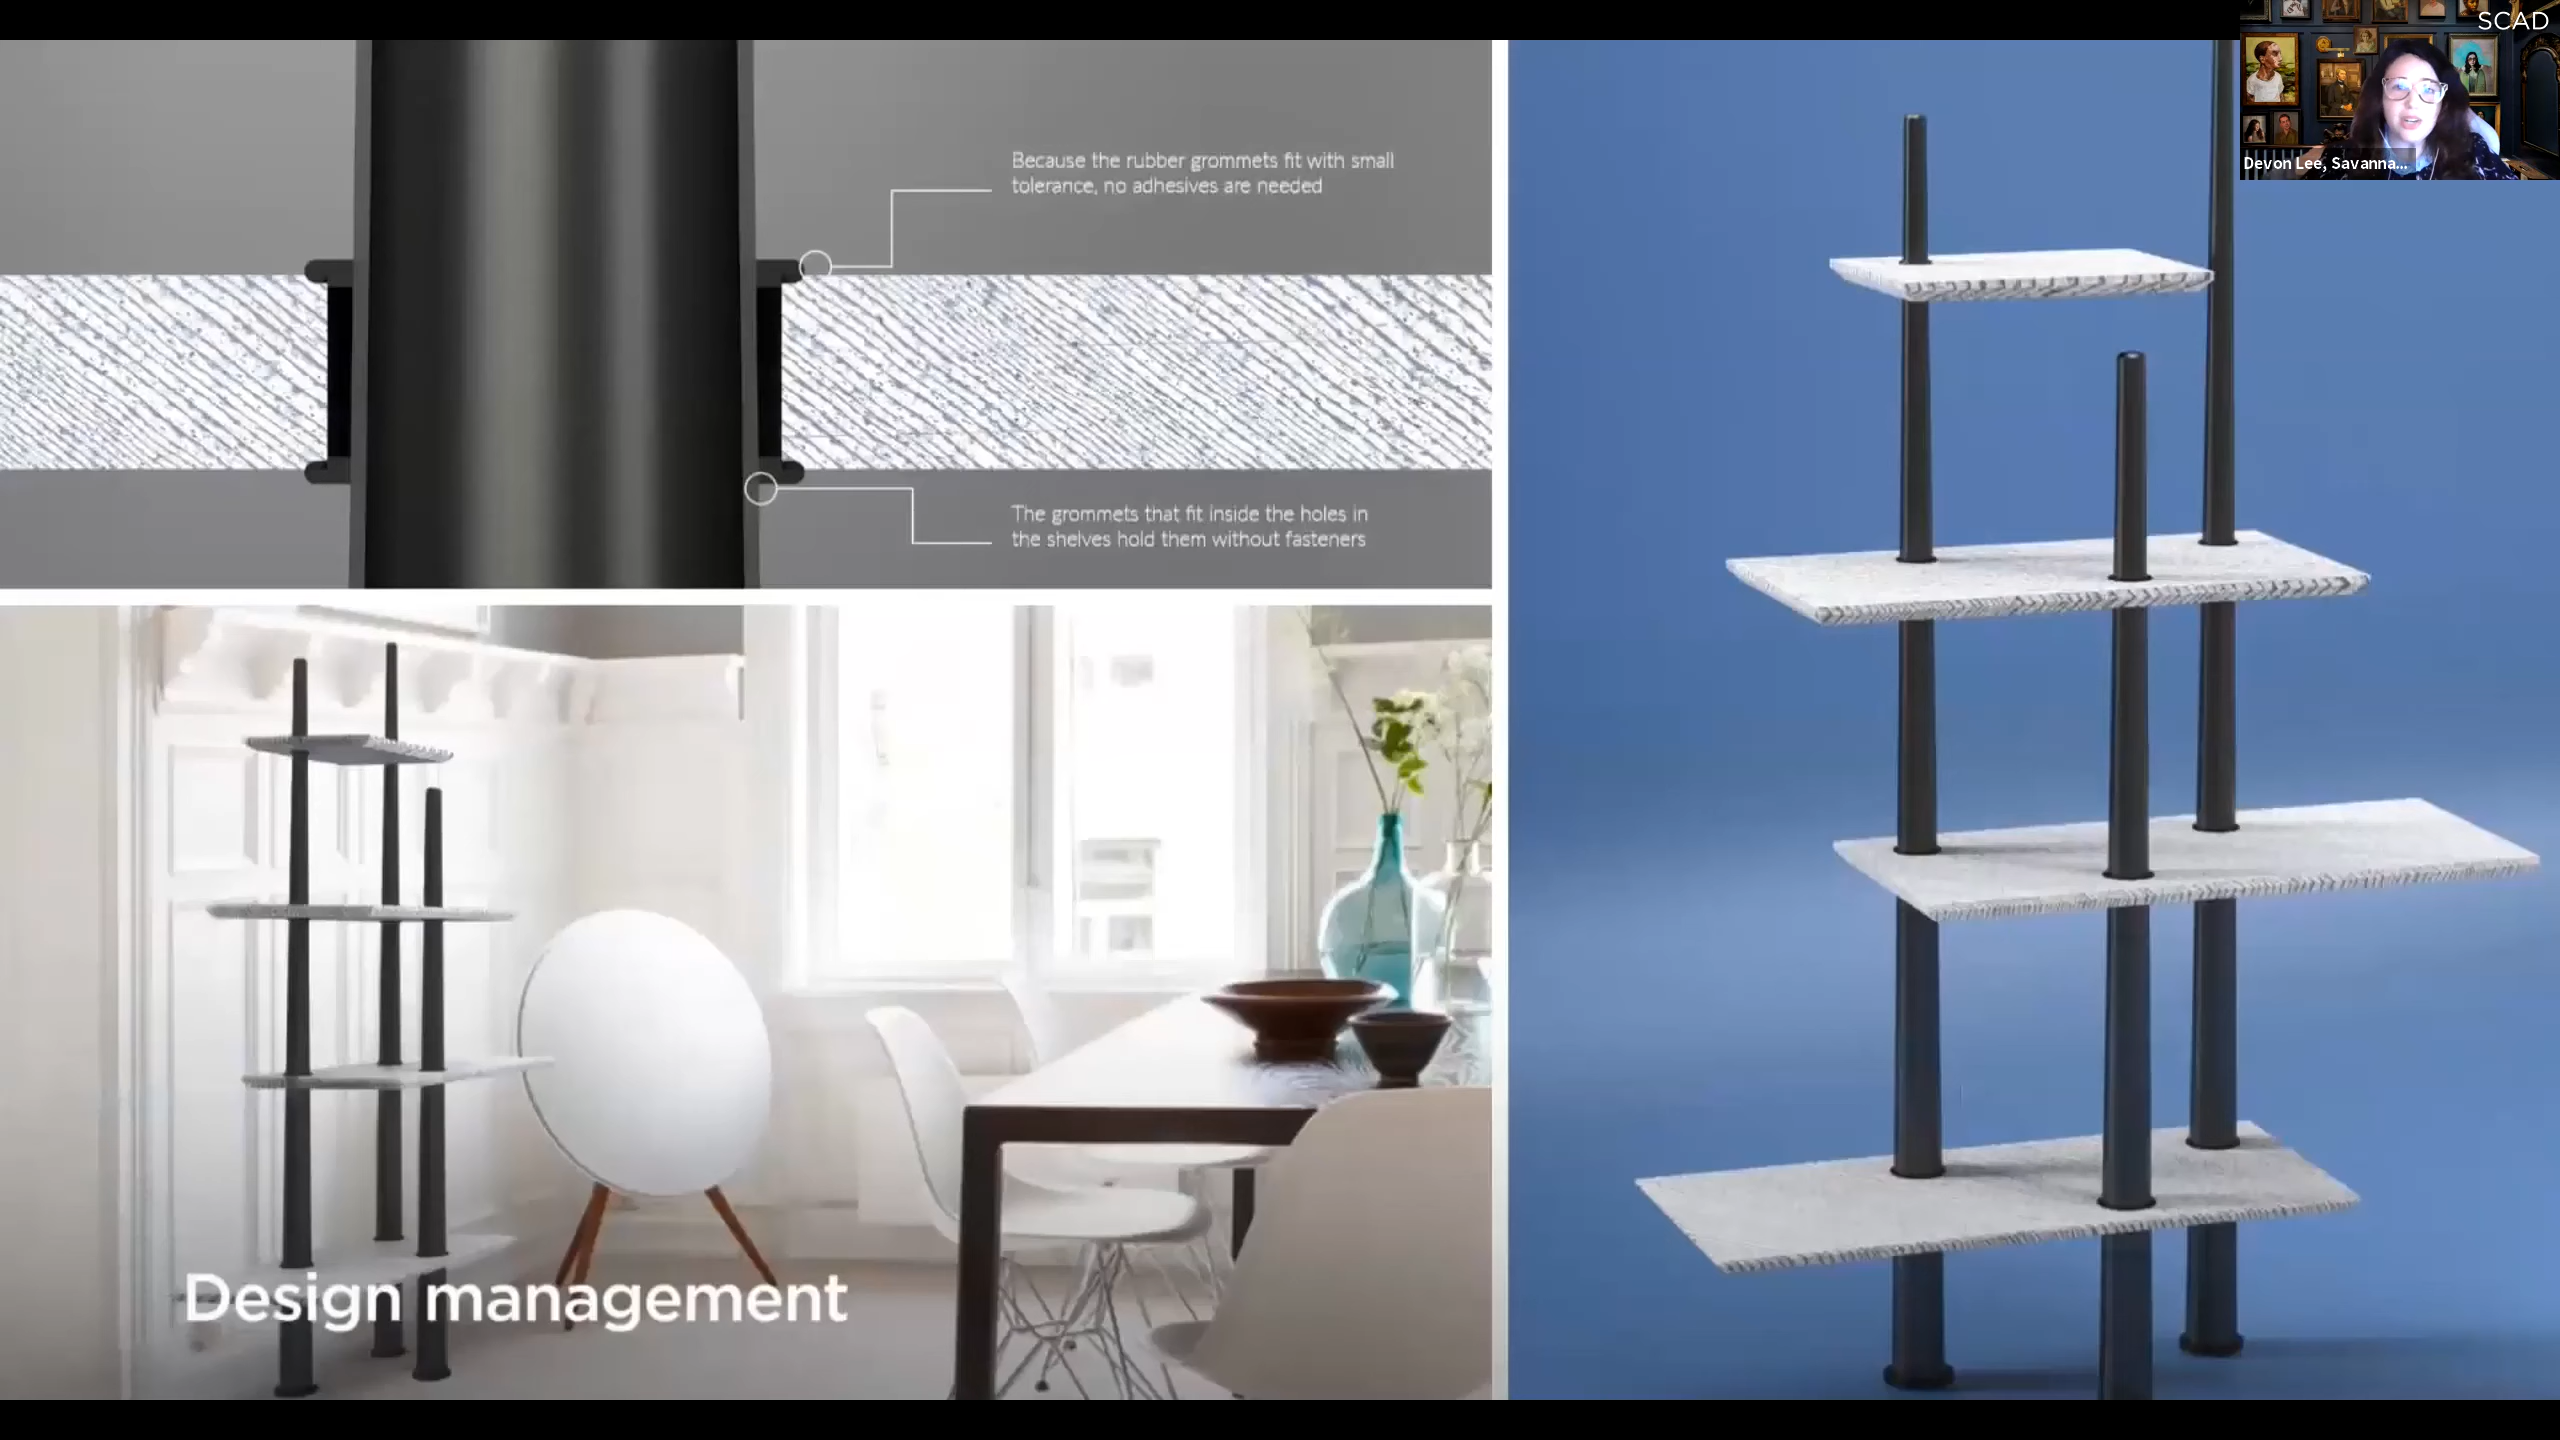 SCAD
Devon Lee, Savanna...
Because the rubber grommets fit with small
tolerance, no adhesives are needed
The grommets that fit inside the holes in
the shelves hold them without fasteners
Design management